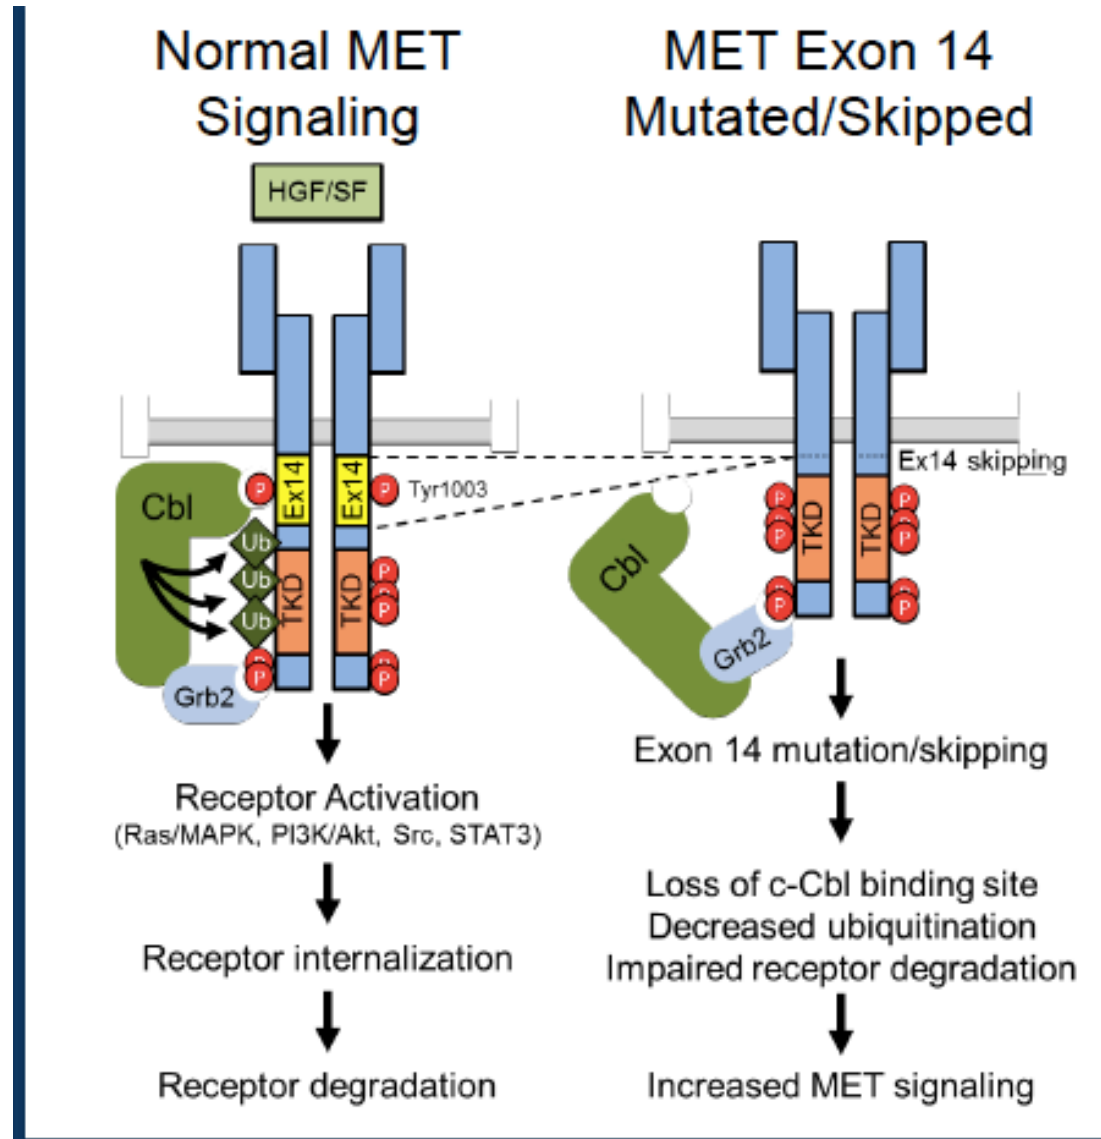 Normal MET
Signaling
HGF/SF
Ex14
Ex14
P
P
Tyr1003
Cbl
Ub
Ub
Ub
TKD
TKD
P
P
P
P
P
P
Grb2
Receptor Activation
(Ras/MAPK, PI3K/Akt, Src, STAT3)
Receptor internalization
Receptor degradation
MET Exon 14
Mutated/Skipped
Ex14 skipping
TKD
TKD
P
P
P
P
P
P
P
P
P
P
Cbl
Grb2
Exon 14 mutation/skipping
Loss of c-Cbl binding site
Decreased ubiquitination
Impaired receptor degradation
Increased MET signaling